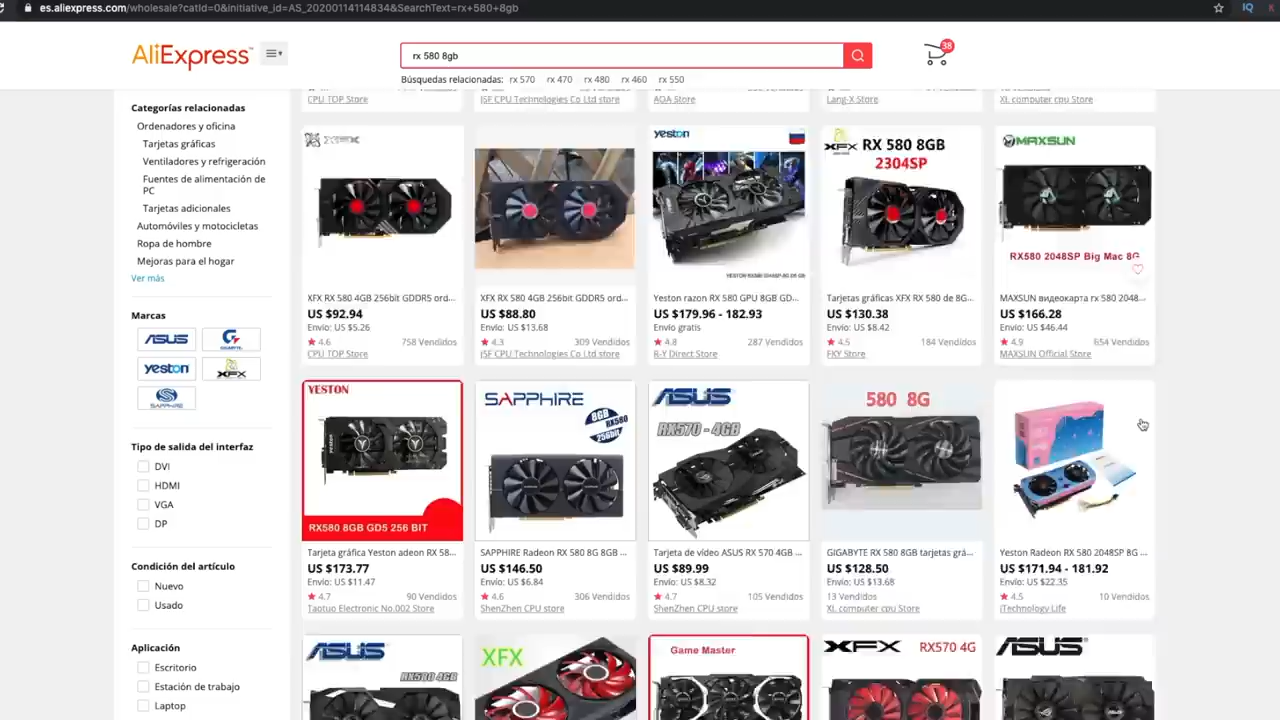 es.aliexpress.com/wholesale?catId=0&initiative_id=AS_20200114114834&SearchText=rx+580+8gb
IQ
AliExpress™
rx 580 8gb
38
Búsquedas relacionadas: rx 570 rx 470 rx 480 rx 460 rx 550
CPU TOP Store
JSF CPU Technologies Co Ltd store
AOA Store
Lang-X Store
XL computer cpu Store
Categorías relacionadas
Ordenadores y oficina
Tarjetas gráficas
Ventiladores y refrigeración
Fuentes de alimentación de
PC
Tarjetas adicionales
Automóviles y motocicletas
Ropa de hombre
Mejoras para el hogar
Ver más
Marcas
ASUS
GIGABYTE
yeston
XFX
SAPPHIRE
Tipo de salida del interfaz
DVI
HDMI
VGA
DP
Condición del artículo
Nuevo
Usado
Aplicación
Escritorio
Estación de trabajo
Laptop
XFX
XFX RX 580 4GB 256bit GDDR5 ord...
US $92.94
Envío: US $5.26
4.6 758 Vendidos
CPU TOP Store
XFX RX 580 4GB 256bit GDDR5 ord...
US $88.80
Envío: US $13.68
4.3 309 Vendidos
JSF CPU Technologies Co Ltd store
yeston
YESTON RX580 2048SP-8G D5 GB
Yeston razon RX 580 GPU 8GB GD...
US $179.96 - 182.93
Envío gratis
4.8 287 Vendidos
R-Y Direct Store
XFX RX 580 8GB
2304SP
Tarjetas gráficas XFX RX 580 de 8G...
US $130.38
Envío: US $8.42
4.5 184 Vendidos
FKY Store
MAXSUN
RX580 2048SP Big Mac 8G
MAXSUN видеокарта rx 580 2048...
US $166.28
Envío: US $46.44
4.9 654 Vendidos
MAXSUN Official Store
YESTON
RX580 8GB GD5 256 BIT
Tarjeta gráfica Yeston adeon RX 58...
US $173.77
Envío: US $11.47
4.7 90 Vendidos
Taotuo Electronic No.002 Store
SAPPHIRE
8GB
RX580
256bit
SAPPHIRE Radeon RX 580 8G 8GB ...
US $146.50
Envío: US $6.84
4.6 306 Vendidos
ShenZhen CPU store
ASUS
RX570 - 4GB
Tarjeta de vídeo ASUS RX 570 4GB ...
US $89.99
Envío: US $8.32
4.7 105 Vendidos
ShenZhen CPU store
580 8G
GIGABYTE RX 580 8GB tarjetas grá...
US $128.50
Envío: US $13.68
13 Vendidos
XL computer cpu Store
Yeston Radeon RX 580 2048SP 8G ...
US $171.94 - 181.92
Envío: US $22.35
4.5 10 Vendidos
iTechnology Life
ASUS
RX580 4GB
XFX
Game Master
XFX RX570 4G
ASUS